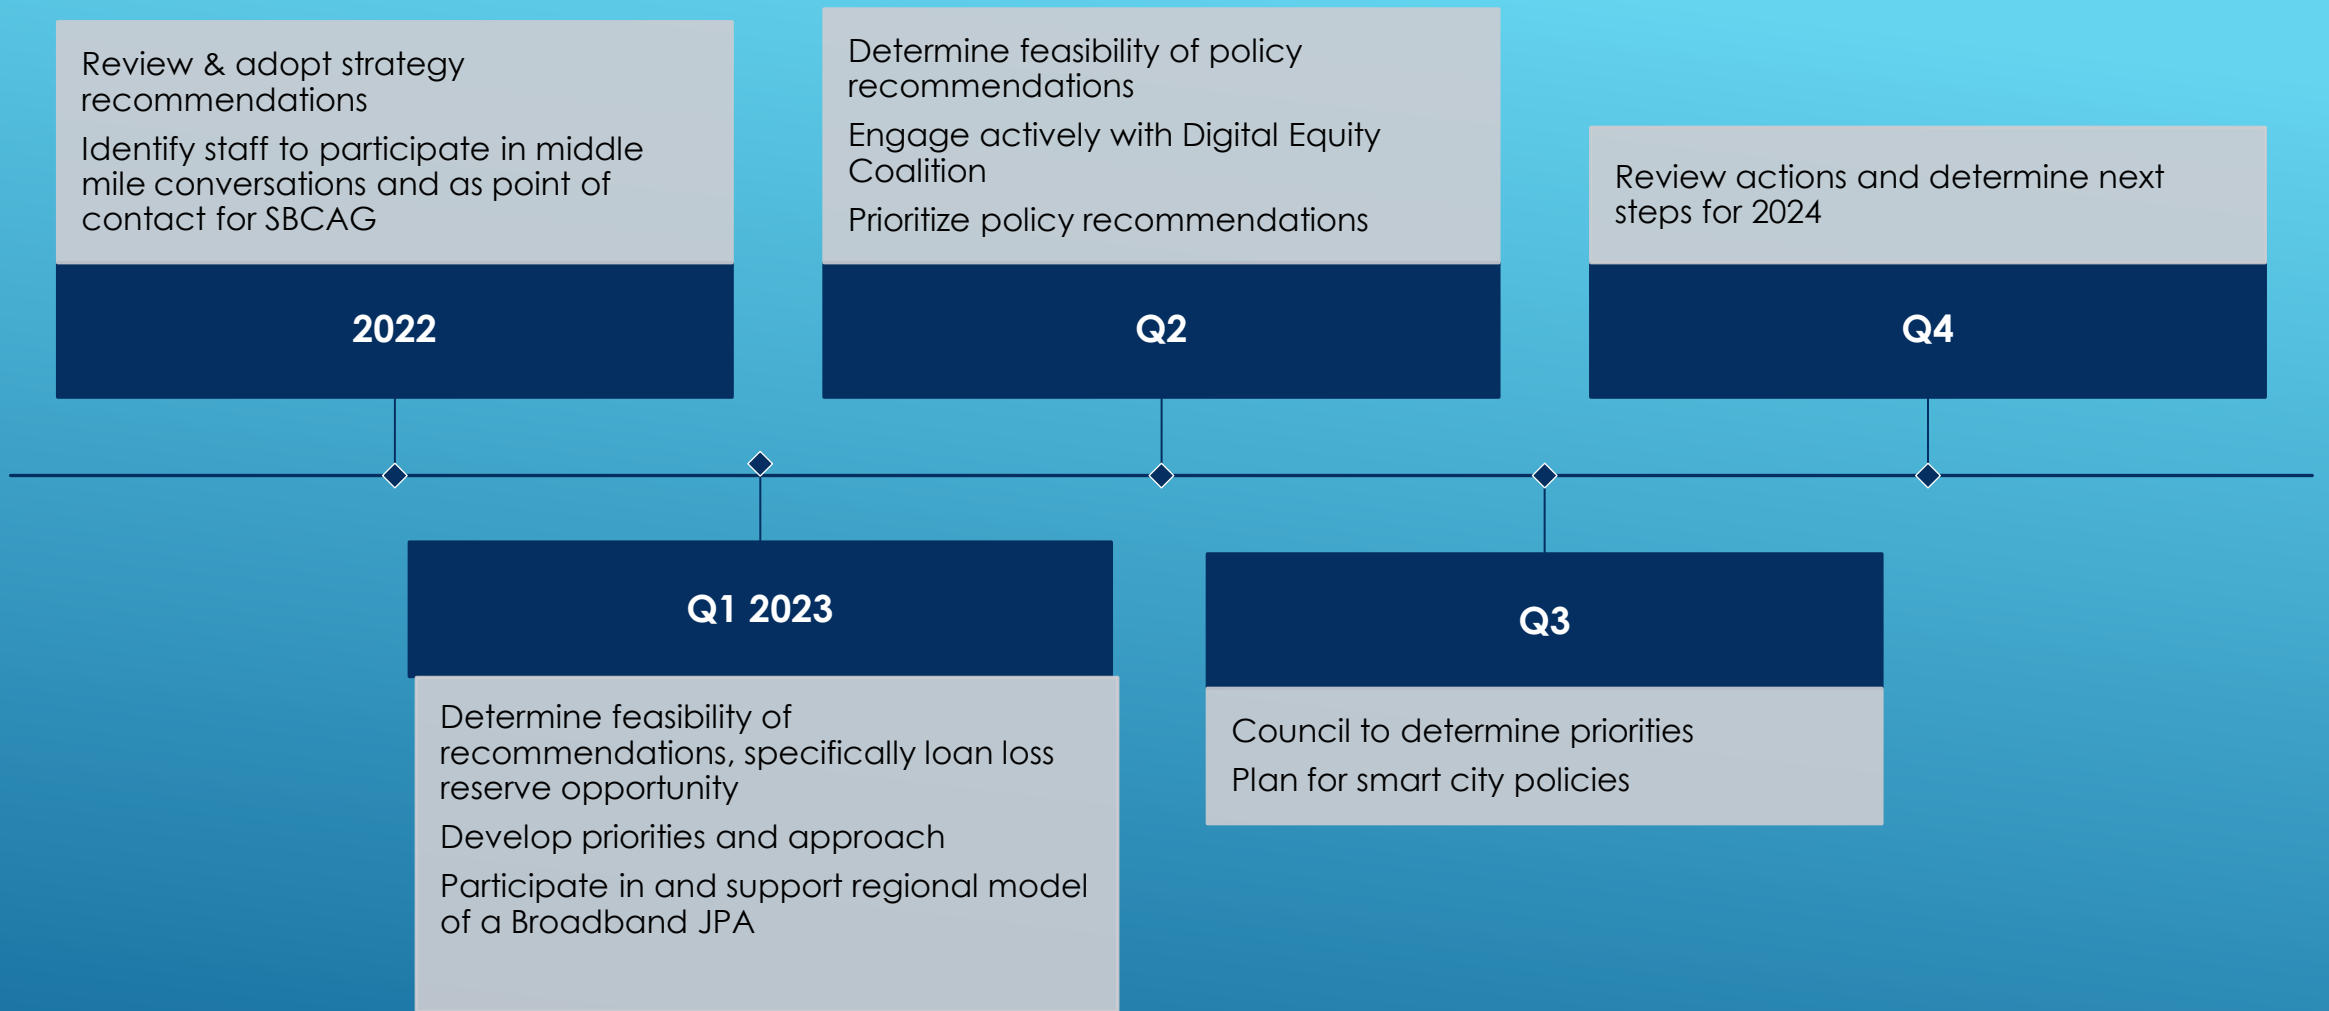 Review & adopt strategy
recommendations
Identify staff to participate in middle
mile conversations and as point of
contact for SBCAG
2022
Q1 2023
Determine feasibility of
recommendations, specifically loan loss
reserve opportunity
Develop priorities and approach
Participate in and support regional model
of a Broadband JPA
Determine feasibility of policy
recommendations
Engage actively with Digital Equity
Coalition
Prioritize policy recommendations
Q2
Q3
Council to determine priorities
Plan for smart city policies
Review actions and determine next
steps for 2024
Q4